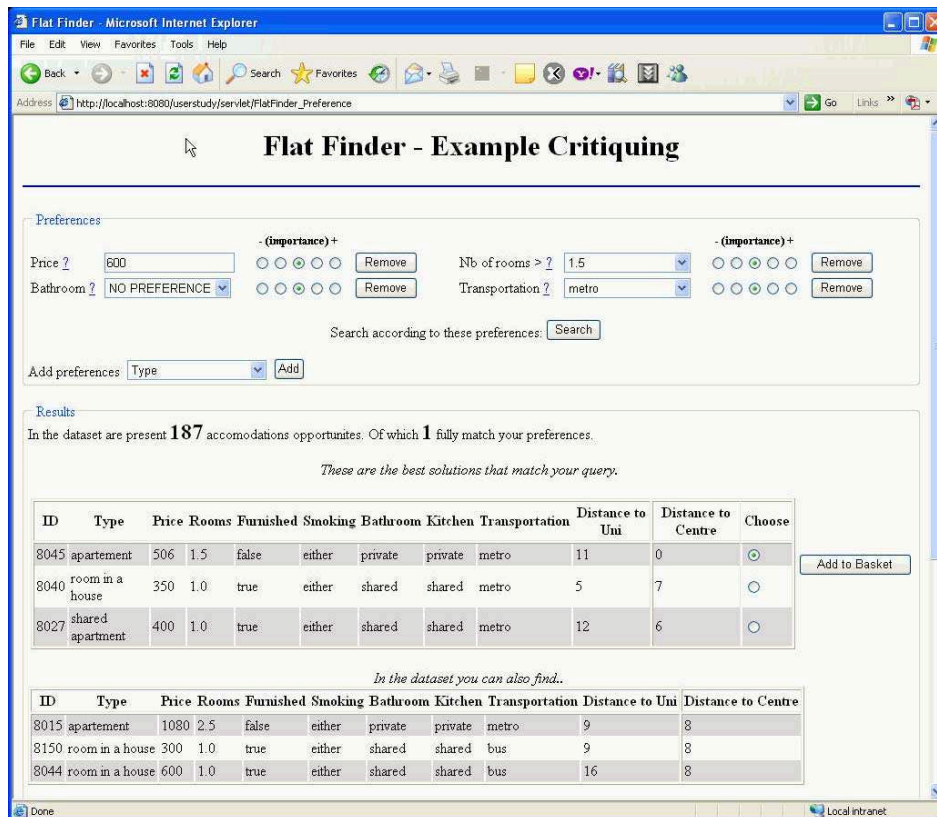 Flat Finder - Microsoft Internet Explorer
File Edit View Favorites Tools Help
Back Search Favorites
Address http://localhost:8080/userstudy/servlet/FlatFinder_Preference Go Links »
Flat Finder - Example Critiquing
Preferences
- (importance) + - (importance) +
Price ? 600 Remove Nb of rooms > ? 1.5 Remove
Bathroom ? NO PREFERENCE Remove Transportation ? metro Remove
Search according to these preferences: Search
Add preferences Type Add
Results
In the dataset are present 187 accomodations opportunites. Of which 1 fully match your preferences.
These are the best solutions that match your query.
ID Type Price Rooms Furnished Smoking Bathroom Kitchen Transportation Distance to Uni Distance to Centre Choose
8045 apartement 506 1.5 false either private private metro 11 0
Add to Basket
8040 room in a house 350 1.0 true either shared shared metro 5 7
8027 shared apartment 400 1.0 true either shared shared metro 12 6
In the dataset you can also find..
ID Type Price Rooms Furnished Smoking Bathroom Kitchen Transportation Distance to Uni Distance to Centre
8015 apartement 1080 2.5 false either private private metro 9 8
8150 room in a house 300 1.0 true either shared shared bus 9 8
8044 room in a house 600 1.0 true either shared shared bus 16 8
Done Local intranet